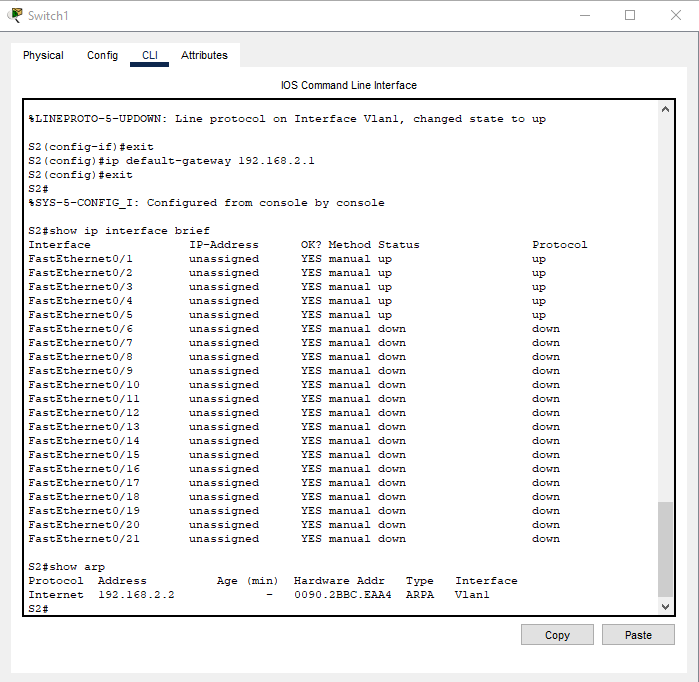 Switch1
Physical Config CLI Attributes
IOS Command Line Interface
%LINEPROTO-5-UPDOWN: Line protocol on Interface Vlan1, changed state to up
S2(config-if)#exit
S2(config)#ip default-gateway 192.168.2.1
S2(config)#exit
S2#
%SYS-5-CONFIG_I: Configured from console by console
S2#show ip interface brief
Interface IP-Address OK? Method Status Protocol
FastEthernet0/1 unassigned YES manual up up
FastEthernet0/2 unassigned YES manual up up
FastEthernet0/3 unassigned YES manual up up
FastEthernet0/4 unassigned YES manual up up
FastEthernet0/5 unassigned YES manual up up
FastEthernet0/6 unassigned YES manual down down
FastEthernet0/7 unassigned YES manual down down
FastEthernet0/8 unassigned YES manual down down
FastEthernet0/9 unassigned YES manual down down
FastEthernet0/10 unassigned YES manual down down
FastEthernet0/11 unassigned YES manual down down
FastEthernet0/12 unassigned YES manual down down
FastEthernet0/13 unassigned YES manual down down
FastEthernet0/14 unassigned YES manual down down
FastEthernet0/15 unassigned YES manual down down
FastEthernet0/16 unassigned YES manual down down
FastEthernet0/17 unassigned YES manual down down
FastEthernet0/18 unassigned YES manual down down
FastEthernet0/19 unassigned YES manual down down
FastEthernet0/20 unassigned YES manual down down
FastEthernet0/21 unassigned YES manual down down
S2#show arp
Protocol Address Age (min) Hardware Addr Type Interface
Internet 192.168.2.2 - 0090.2BBC.EAA4 ARPA Vlan1
S2#
Copy Paste